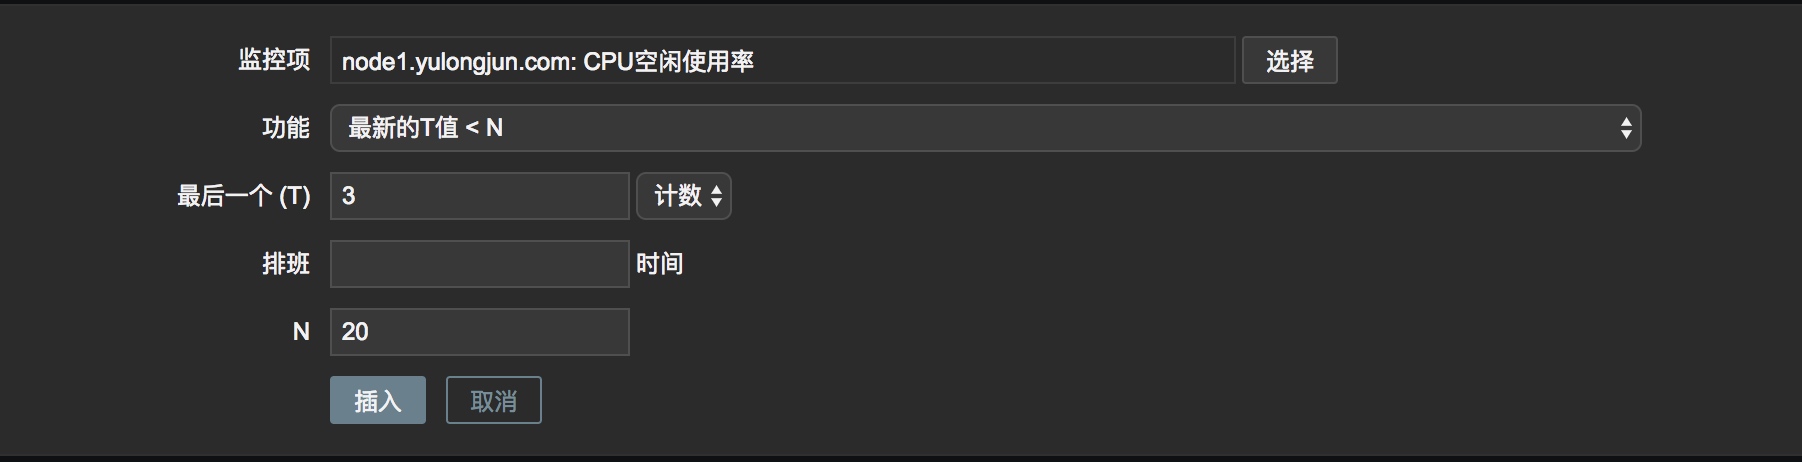 监控项 node1.yulongjun.com: CPU空闲使用率 选择
功能 最新的T值 < N
最后一个 (T) 3 计数
排班 时间
N 20
插入 取消